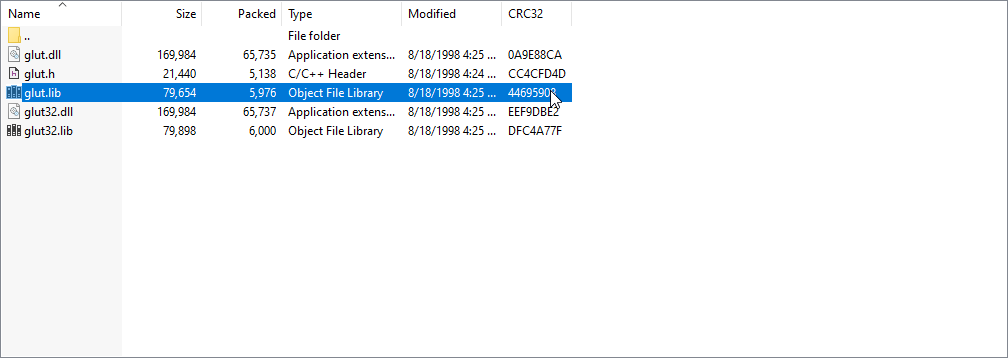 Name Size Packed Type Modified CRC32
.. File folder
glut.dll 169,984 65,735 Application extens... 8/18/1998 4:25 ... 0A9E88CA
glut.h 21,440 5,138 C/C++ Header 8/18/1998 4:24 ... CC4CFD4D
glut.lib 79,654 5,976 Object File Library 8/18/1998 4:25 ...
glut32.dll 169,984 65,737 Application extens... 8/18/1998 4:25 ... EEF9DBE2
glut32.lib 79,898 6,000 Object File Library 8/18/1998 4:25 ... DFC4A77F